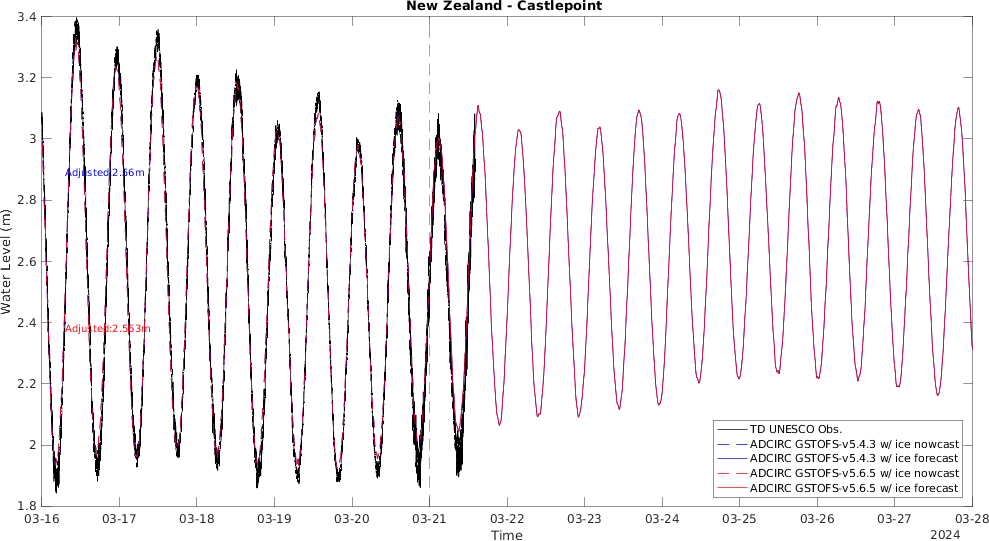 New Zealand - Castlepoint
3.4
3.2
3
2.8
2.6
2.4
2.2
2
1.8
Water Level (m)
Adjusted:2.56m
Adjusted:2.553m
TD UNESCO Obs.
ADCIRC GSTOFS-v5.4.3 w/ ice nowcast
ADCIRC GSTOFS-v5.4.3 w/ ice forecast
ADCIRC GSTOFS-v5.6.5 w/ ice nowcast
ADCIRC GSTOFS-v5.6.5 w/ ice forecast
03-16 03-17 03-18 03-19 03-20 03-21 03-22 03-23 03-24 03-25 03-26 03-27 03-28
Time
2024